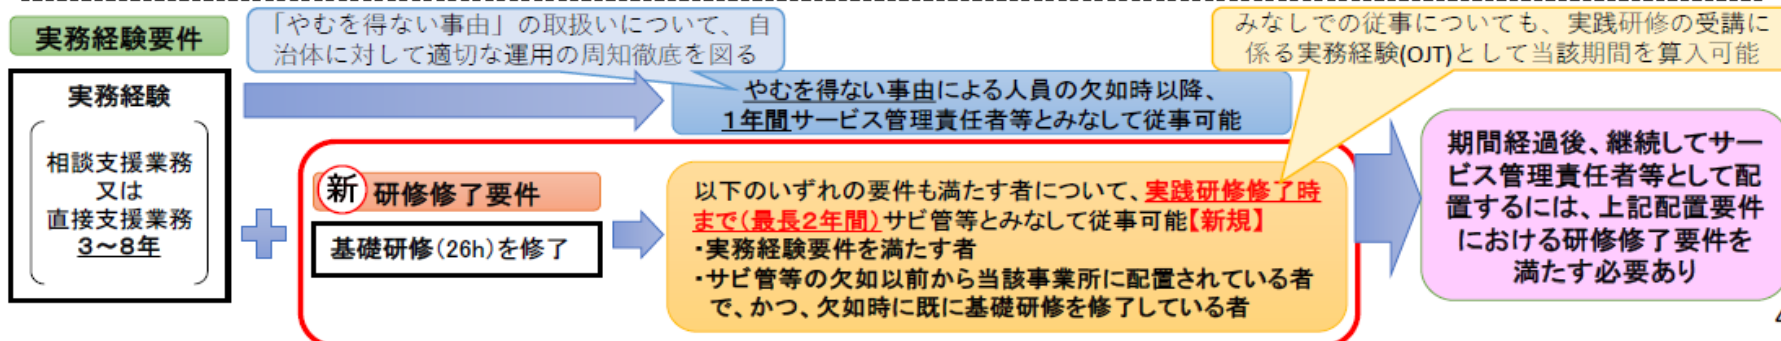 実務経験要件
「やむを得ない事由」の取扱いについて、自
治体に対して適切な運用の周知徹底を図る
みなしでの従事についても、実践研修の受講に
係る実務経験(OJT)として当該期間を算入可能
実務経験
相談支援業務
又は
直接支援業務
3~8年
やむを得ない事由による人員の欠如時以降、
1年間サービス管理責任者等とみなして従事可能
新 研修修了要件
基礎研修(26h)を修了
以下のいずれの要件も満たす者について、実践研修修了時
まで(最長2年間)サビ管等とみなして従事可能【新規】
・実務経験要件を満たす者
・サビ管等の欠如以前から当該事業所に配置されている者
で、かつ、欠如時に既に基礎研修を修了している者
期間経過後、継続してサー
ビス管理責任者等として配
置するには、上記配置要件
における研修修了要件を
満たす必要あり